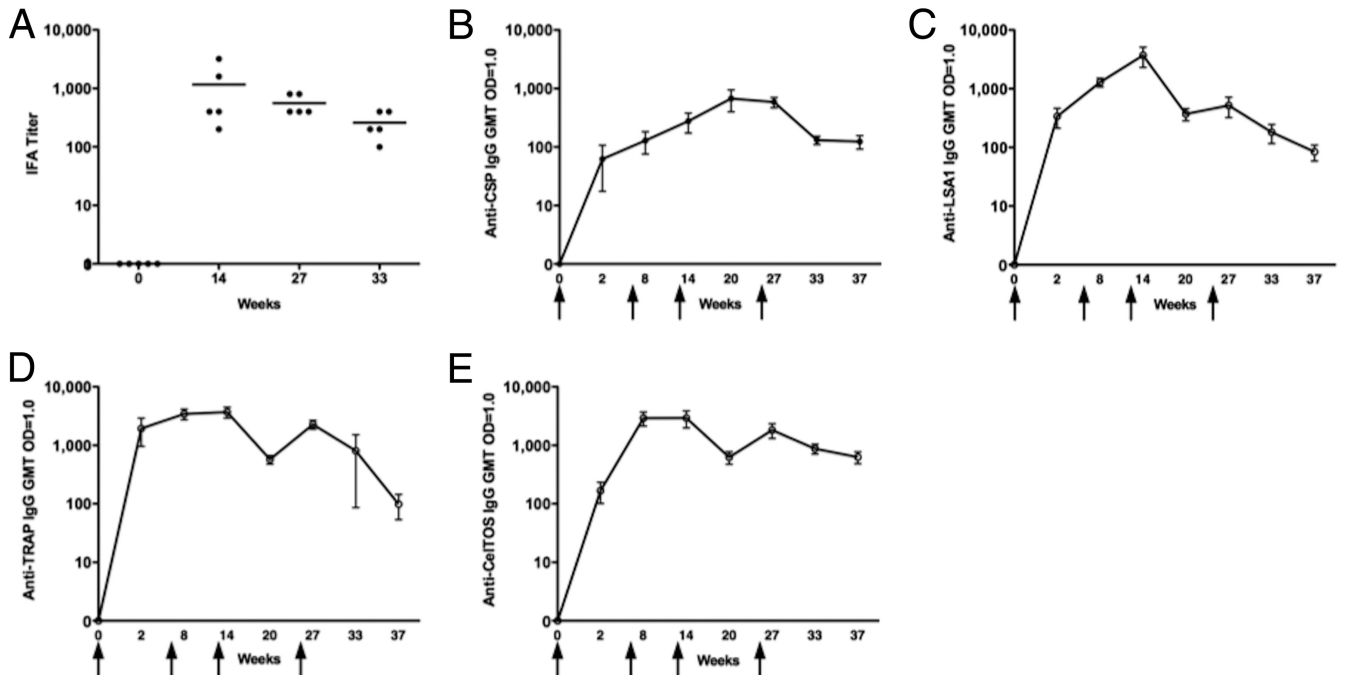 A
IFA Titer
10,000
1,000
100
10
0
14
27
33
Weeks
B
Anti-CSP IgG GMT OD=1.0
10,000
1,000
100
10
0
0 2 8 14 20 27 33 37
Weeks
C
Anti-LSA1 IgG GMT OD=1.0
10,000
1,000
100
10
0
0 2 8 14 20 27 33 37
Weeks
D
Anti-TRAP IgG GMT OD=1.0
10,000
1,000
100
10
0
0 2 8 14 20 27 33 37
Weeks
E
Anti-CelTOS IgG GMT OD=1.0
10,000
1,000
100
10
0
0 2 8 14 20 27 33 37
Weeks